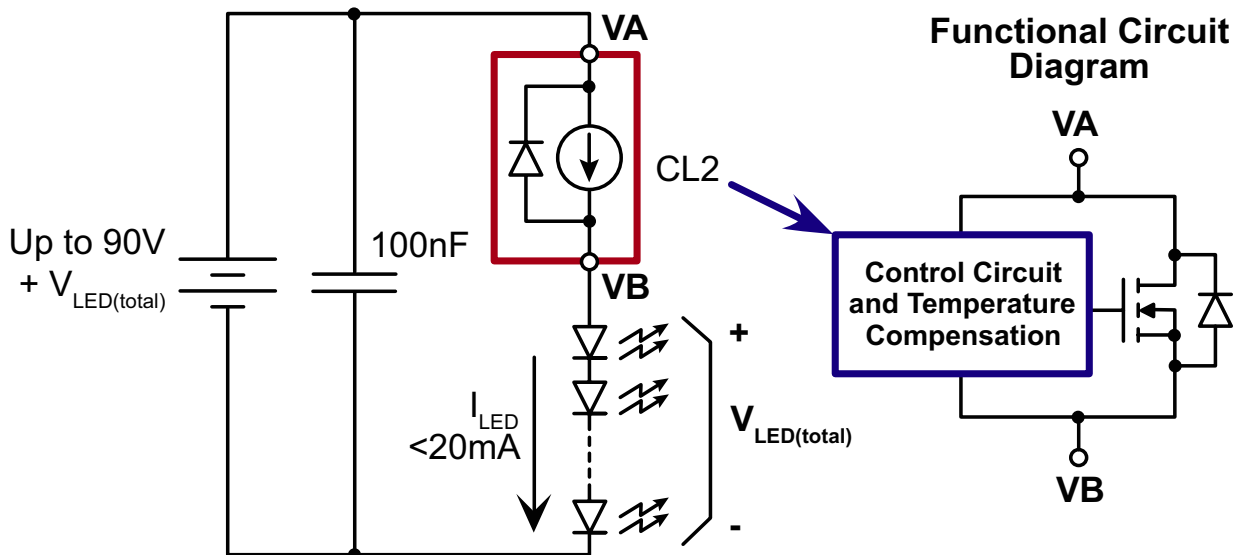 VA
Functional Circuit
Diagram
VA
CL2
Up to 90V
+ VLED(total)
100nF
VB
Control Circuit
and Temperature
Compensation
+
ILED
<20mA
VLED(total)
-
VB